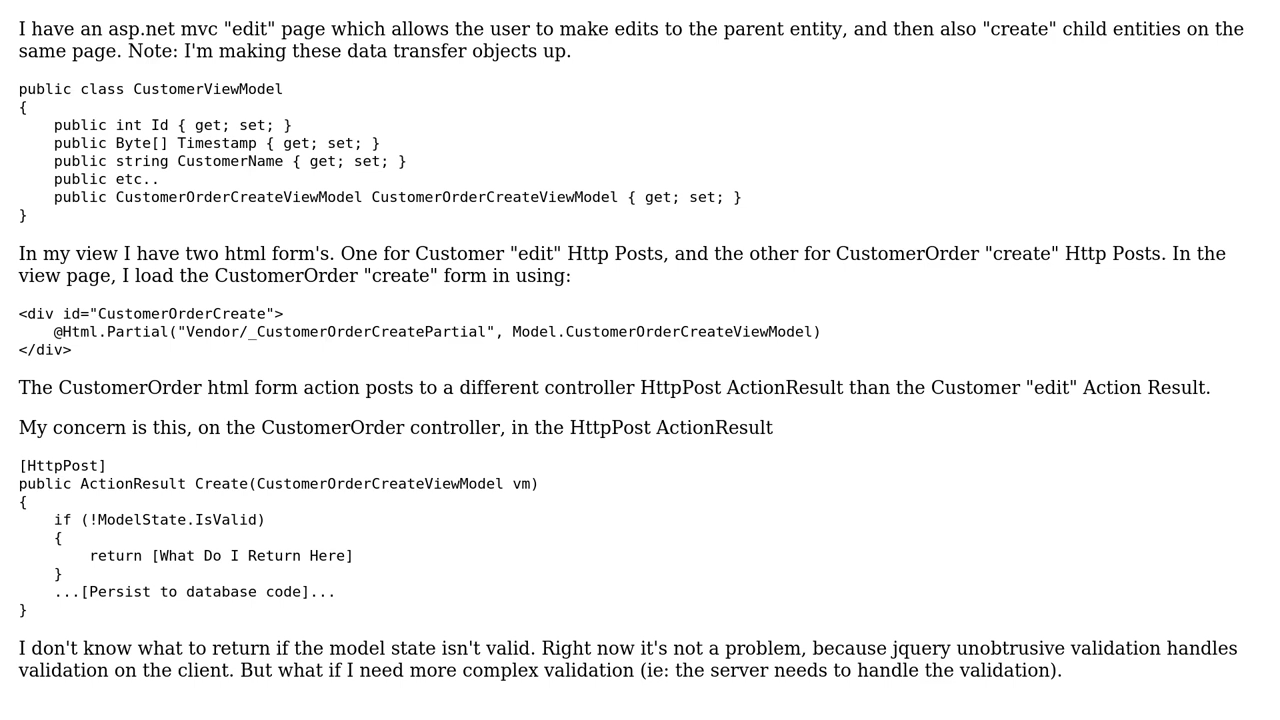 I have an asp.net mvc "edit" page which allows the user to make edits to the parent entity, and then also "create" child entities on the
same page. Note: I'm making these data transfer objects up.
public class CustomerViewModel
{
    public int Id { get; set; }
    public Byte[] Timestamp { get; set; }
    public string CustomerName { get; set; }
    public etc..
    public CustomerOrderCreateViewModel CustomerOrderCreateViewModel { get; set; }
}
In my view I have two html form's. One for Customer "edit" Http Posts, and the other for CustomerOrder "create" Http Posts. In the
view page, I load the CustomerOrder "create" form in using:
<div id="CustomerOrderCreate">
    @Html.Partial("Vendor/_CustomerOrderCreatePartial", Model.CustomerOrderCreateViewModel)
</div>
The CustomerOrder html form action posts to a different controller HttpPost ActionResult than the Customer "edit" Action Result.
My concern is this, on the CustomerOrder controller, in the HttpPost ActionResult
[HttpPost]
public ActionResult Create(CustomerOrderCreateViewModel vm)
{
    if (!ModelState.IsValid)
    {
        return [What Do I Return Here]
    }
    ...[Persist to database code]...
}
I don't know what to return if the model state isn't valid. Right now it's not a problem, because jquery unobtrusive validation handles
validation on the client. But what if I need more complex validation (ie: the server needs to handle the validation).